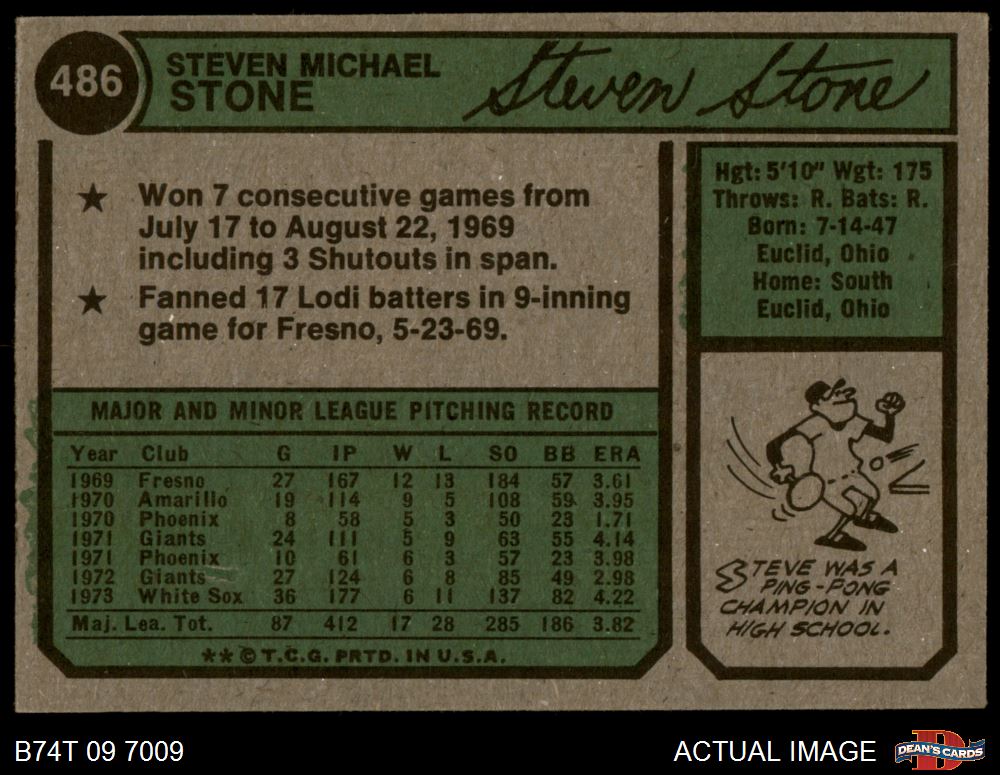 486
STEVEN MICHAEL
STONE
Steven Stone
★ Won 7 consecutive games from
July 17 to August 22, 1969
including 3 Shutouts in span.
★ Fanned 17 Lodi batters in 9-inning
game for Fresno, 5-23-69.
Hgt: 5'10" Wgt: 175
Throws: R. Bats: R.
Born: 7-14-47
Euclid, Ohio
Home: South
Euclid, Ohio
MAJOR AND MINOR LEAGUE PITCHING RECORD
Year Club G IP W L SO BB ERA
1969 Fresno 27 167 12 13 184 57 3.61
1970 Amarillo 19 114 9 5 108 59 3.95
1970 Phoenix 8 58 5 3 50 23 1.71
1971 Giants 24 111 5 9 63 55 4.14
1971 Phoenix 10 61 6 3 57 23 3.98
1972 Giants 27 124 6 8 85 49 2.98
1973 White Sox 36 177 6 11 137 82 4.22
Maj. Lea. Tot. 87 412 17 28 285 186 3.82
**©T.C.G. PRTD. IN U.S.A.
STEVE WAS A
PING-PONG
CHAMPION IN
HIGH SCHOOL.
B74T 09 7009
ACTUAL IMAGE
D
DEAN'S CARDS